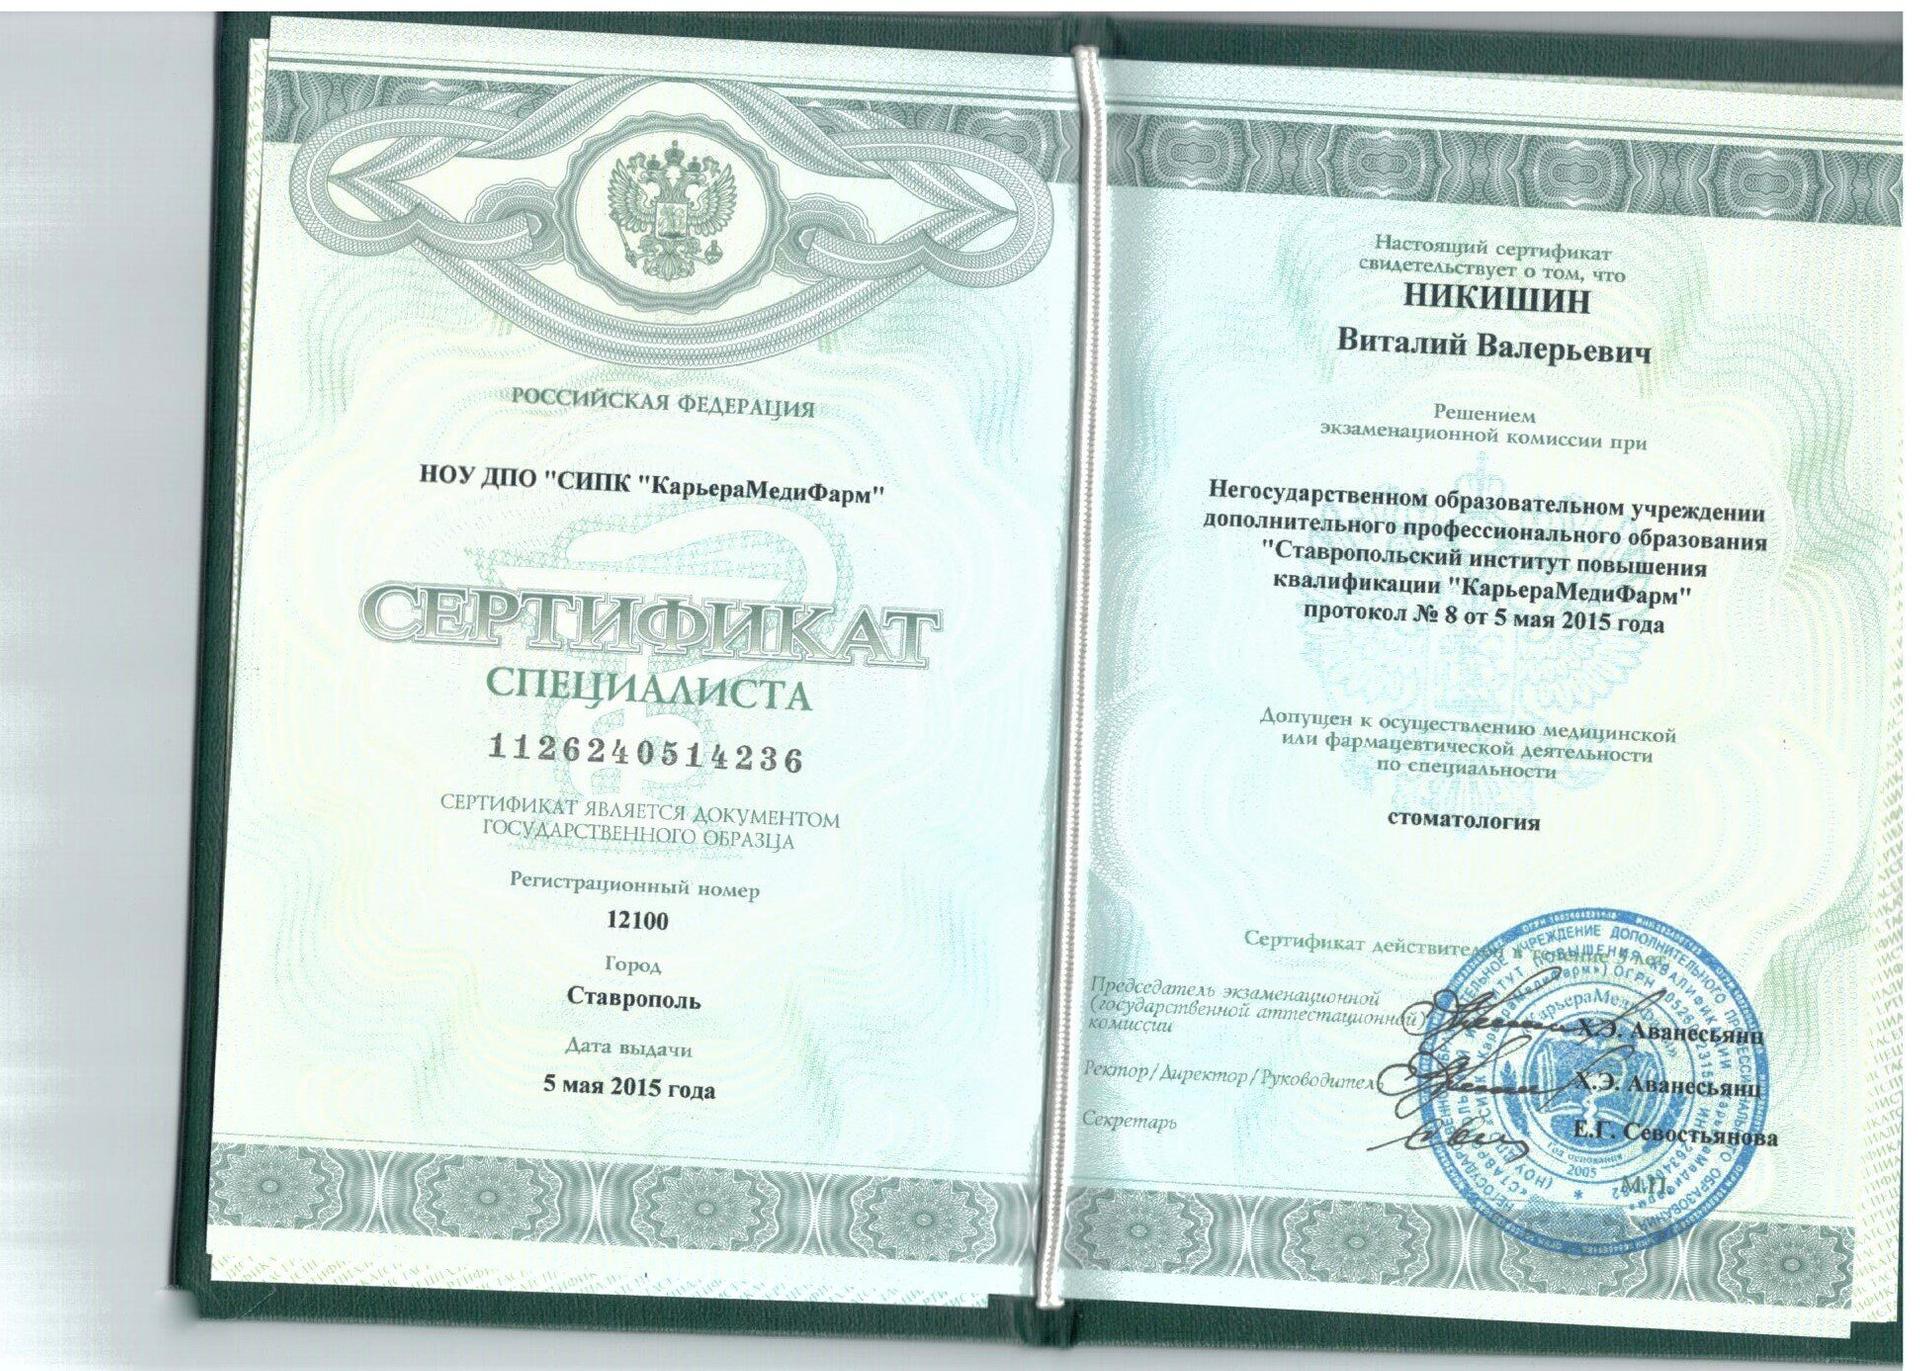 РОССИЙСКАЯ ФЕДЕРАЦИЯ
НОУ ДПО "СИПК "КарьераМедиФарм"
СЕРТИФИКАТ
СПЕЦИАЛИСТА
1126240514236
СЕРТИФИКАТ ЯВЛЯЕТСЯ ДОКУМЕНТОМ
ГОСУДАРСТВЕННОГО ОБРАЗЦА
Регистрационный номер
12100
Город
Ставрополь
Дата выдачи
5 мая 2015 года
Настоящий сертификат
свидетельствует о том, что
НИКИШИН
Виталий Валерьевич
Решением
экзаменационной комиссии при
Негосударственном образовательном учреждении
дополнительного профессионального образования
"Ставропольский институт повышения
квалификации "КарьераМедиФарм"
протокол № 8 от 5 мая 2015 года
Допущен к осуществлению медицинской
или фармацевтической деятельности
по специальности
стоматология
Сертификат действителен в течение 5 лет
Председатель экзаменационной
(государственной аттестационной)
комиссии
Х.Э. Аванесьянц
Ректор/Директор/Руководитель
Х.Э. Аванесьянц
Секретарь
Е.Г. Севостьянова
М.П.
год основания
2005